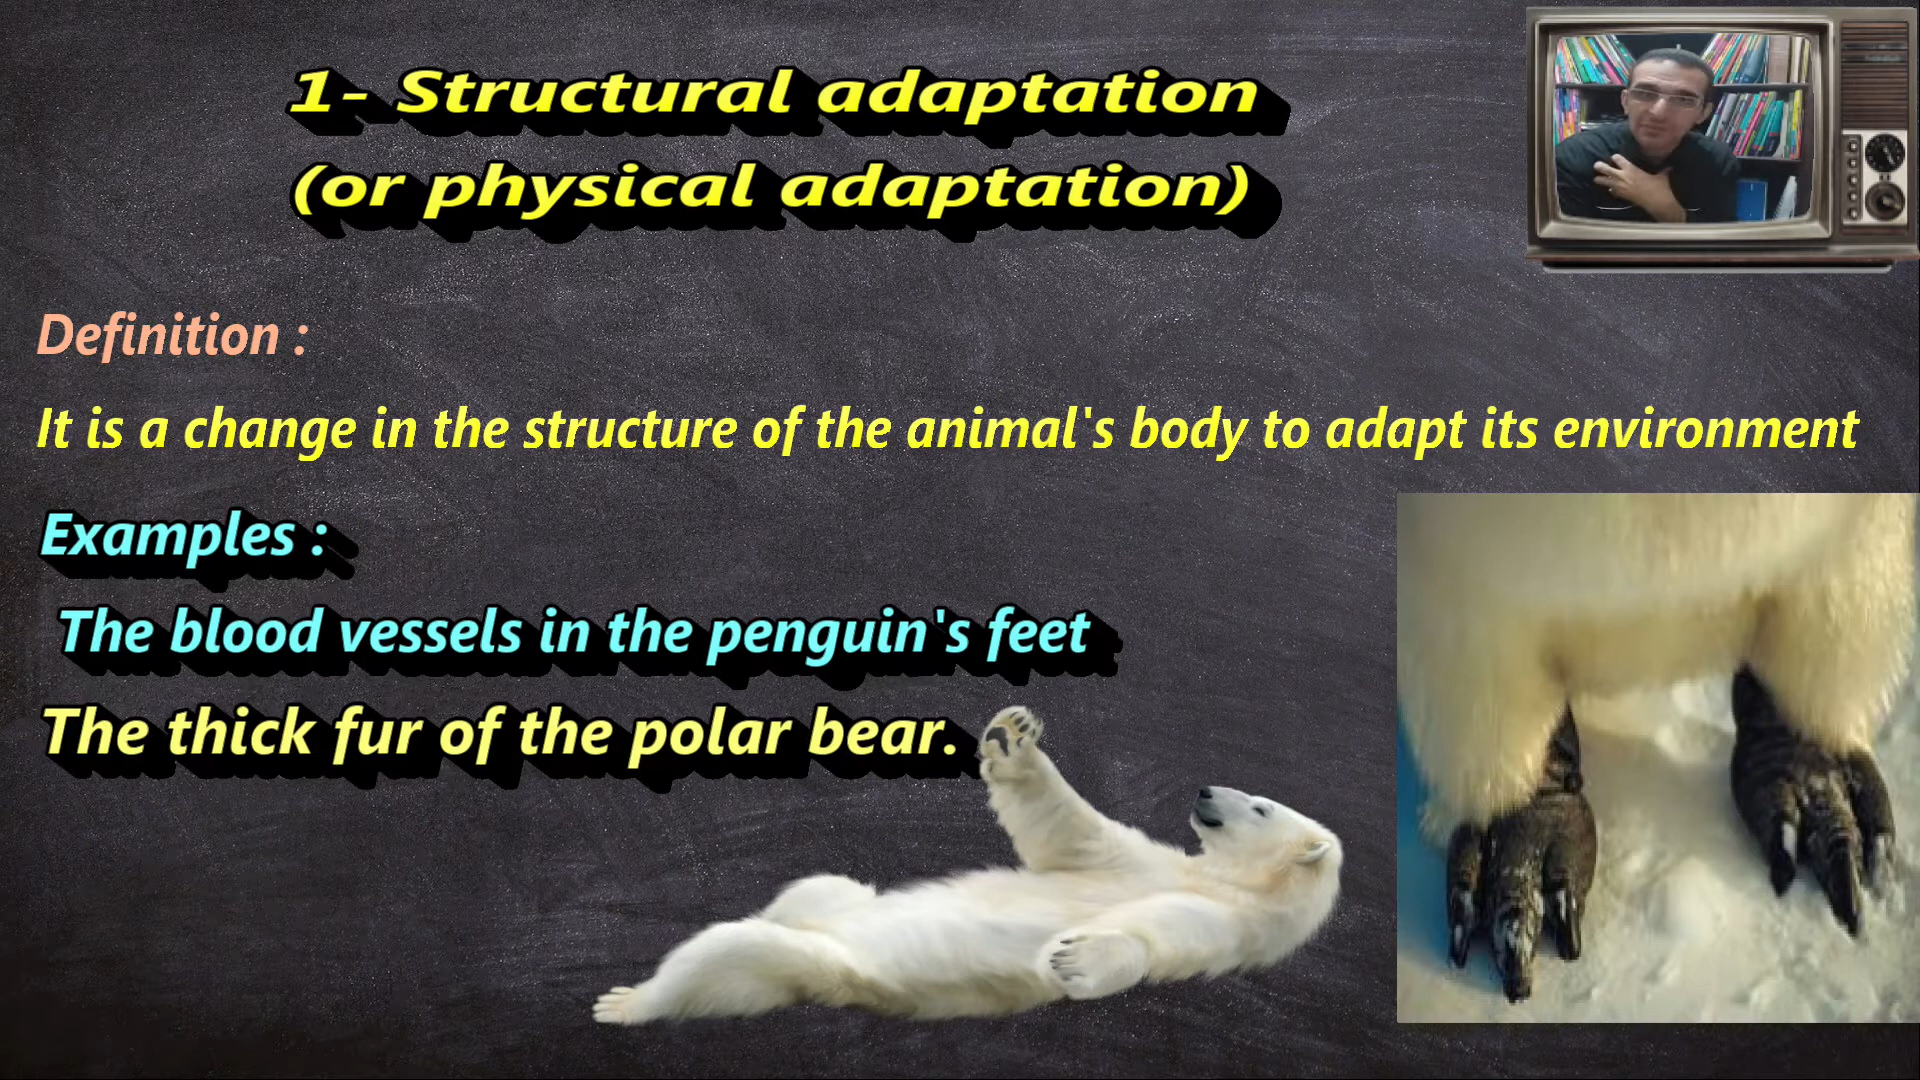 1- Structural adaptation
(or physical adaptation)
Definition :
It is a change in the structure of the animal's body to adapt its environment
Examples :
The blood vessels in the penguin's feet
The thick fur of the polar bear.